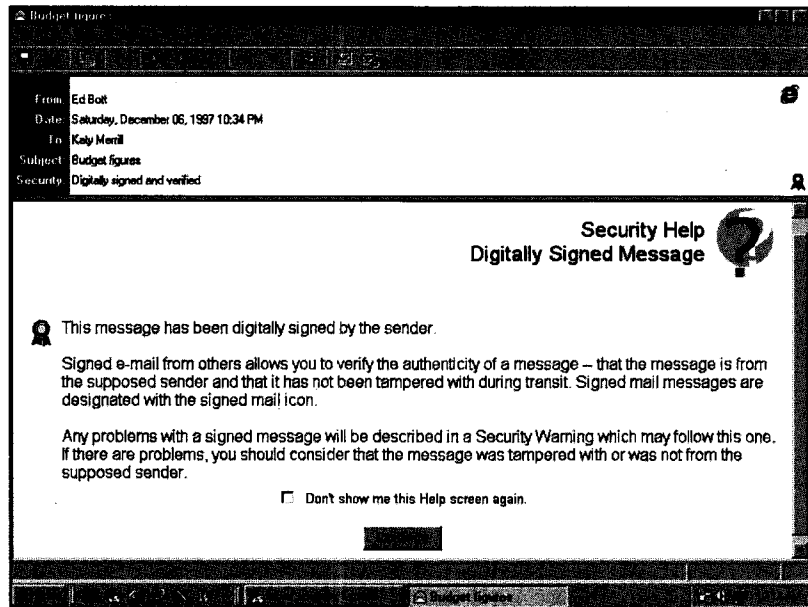 Budget figures
From: Ed Bott
Date: Saturday, December 06, 1997 10:34 PM
To: Katy Merrill
Subject: Budget figures
Security: Digitally signed and verified
Security Help
Digitally Signed Message
This message has been digitally signed by the sender.
Signed e-mail from others allows you to verify the authenticity of a message – that the message is from
the supposed sender and that it has not been tampered with during transit. Signed mail messages are
designated with the signed mail icon.
Any problems with a signed message will be described in a Security Warning which may follow this one.
If there are problems, you should consider that the message was tampered with or was not from the
supposed sender.
Don't show me this Help screen again.
Budget figures